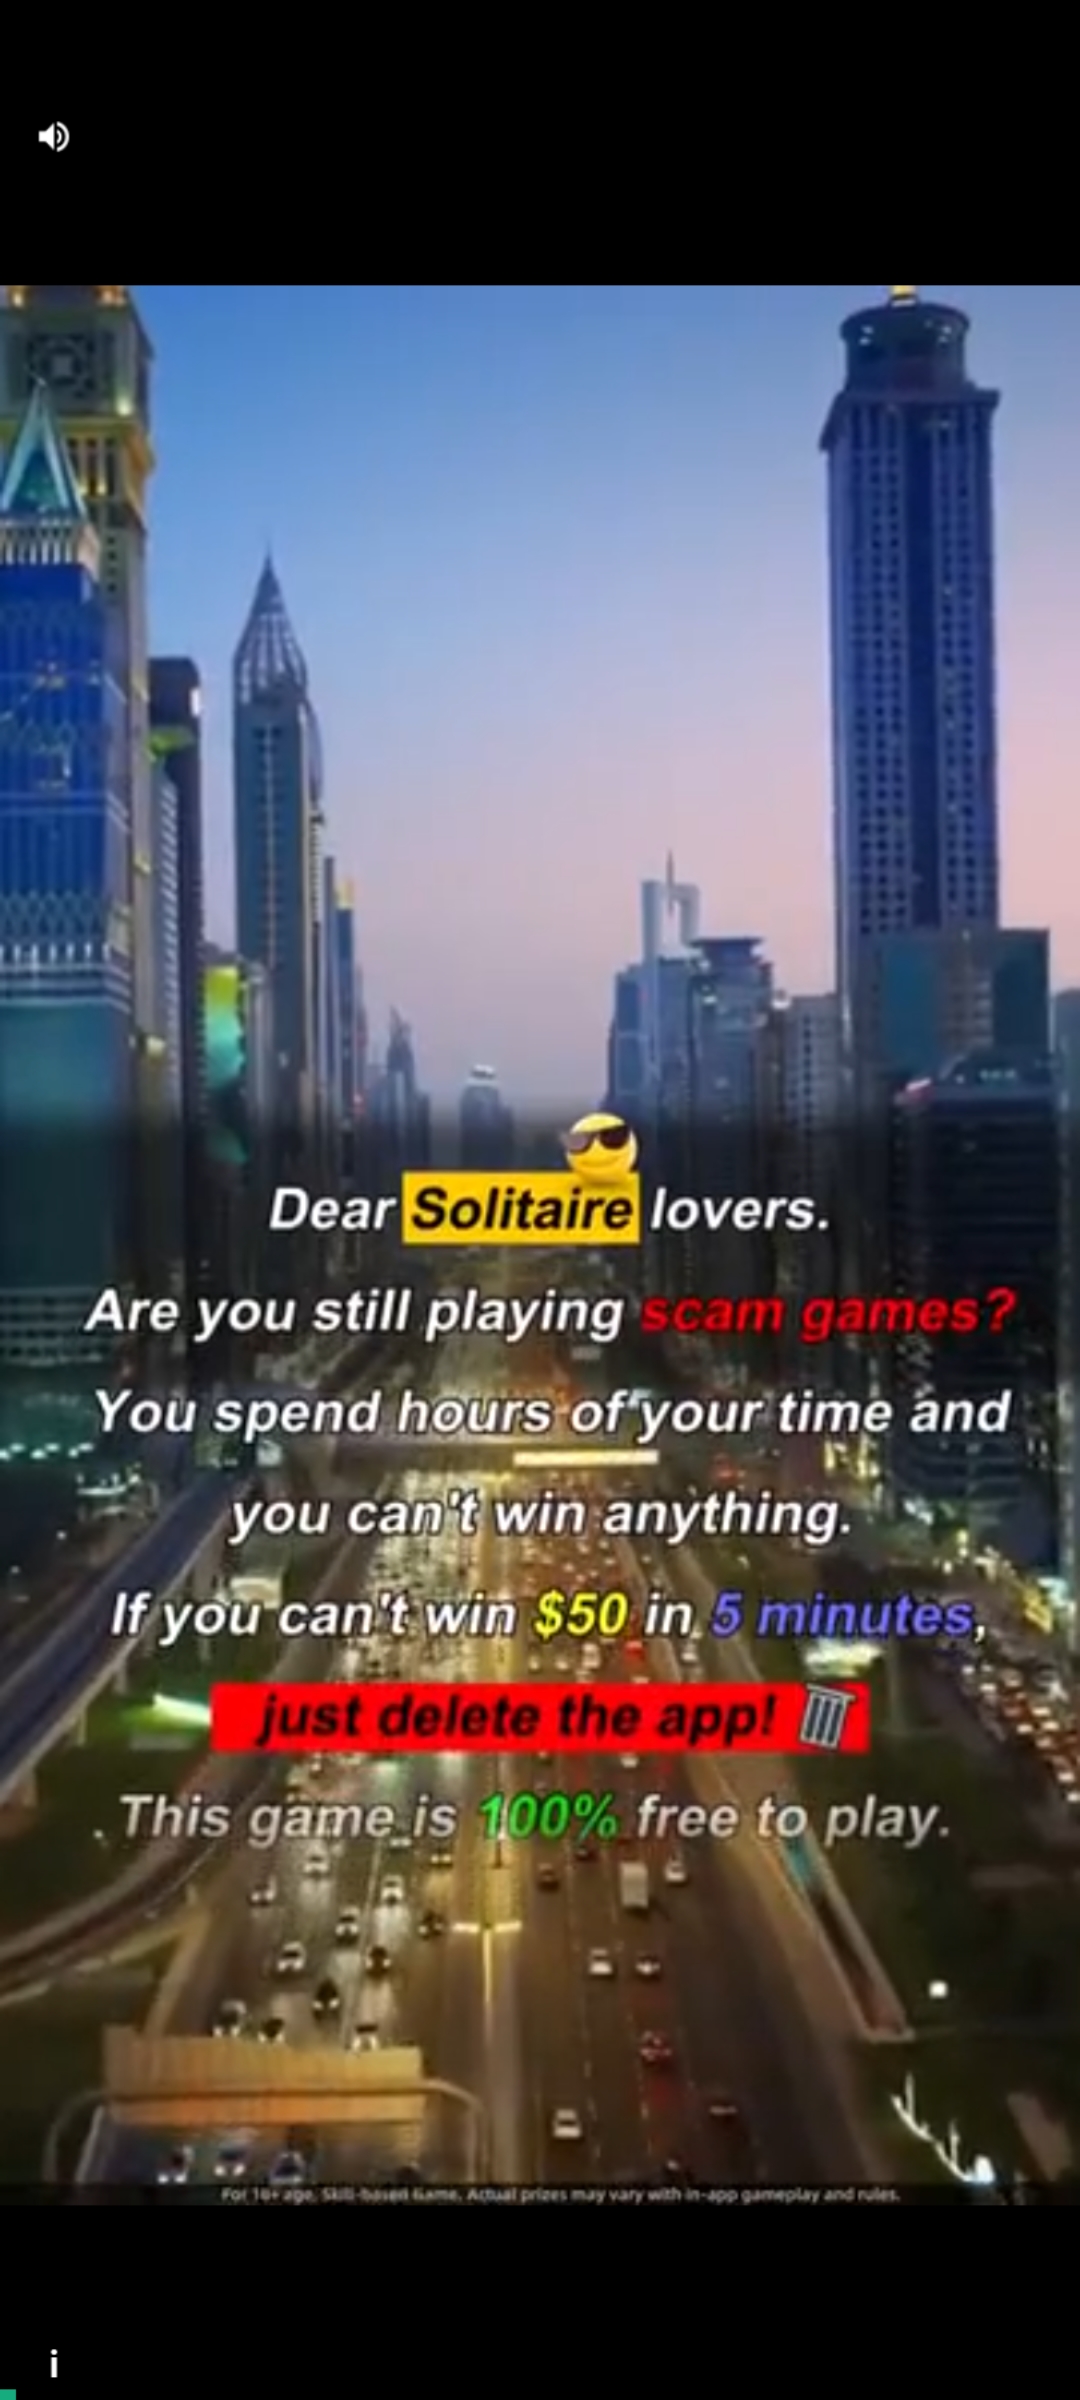 Dear Solitaire lovers.
Are you still playing scam games?
You spend hours of your time and
you can't win anything.
If you can't win $50 in 5 minutes,
just delete the app!
This game is 100% free to play.
For 16+ age. Skill-based Game. Actual prizes may vary with in-app gameplay and rules.
i